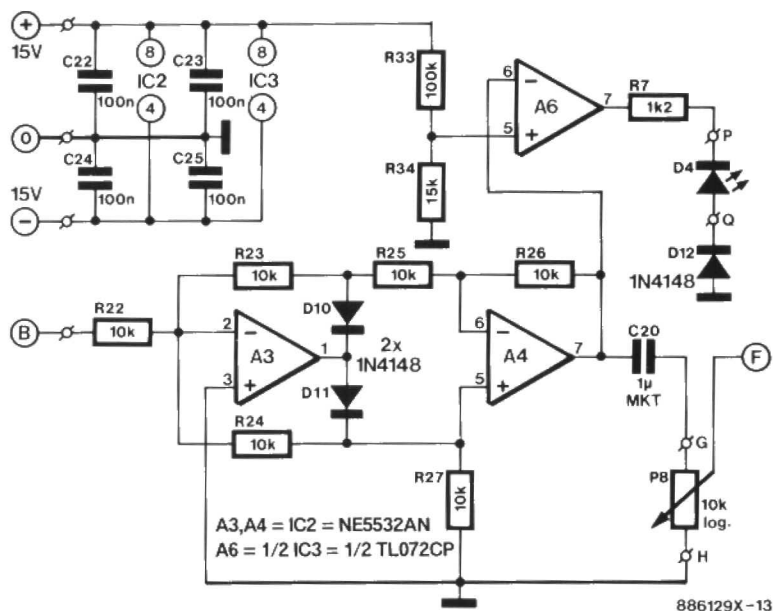 +
15V
C22
100n
8
IC2
4
C23
100n
8
IC3
4
0
C24
100n
C25
100n
15V
−
R33
100k
R34
15k
6
−
A6
5
+
7
R7
1k2
P
D4
Q
D12
1N4148
R23
10k
R25
10k
R26
10k
B
R22
10k
2
−
A3
3
+
1
D10
D11
2x
1N4148
R24
10k
6
−
A4
5
+
7
C20
1µ
MKT
F
G
P8
10k
log.
H
R27
10k
A3,A4 = IC2 = NE5532AN
A6 = 1/2 IC3 = 1/2 TL072CP
886129X-13